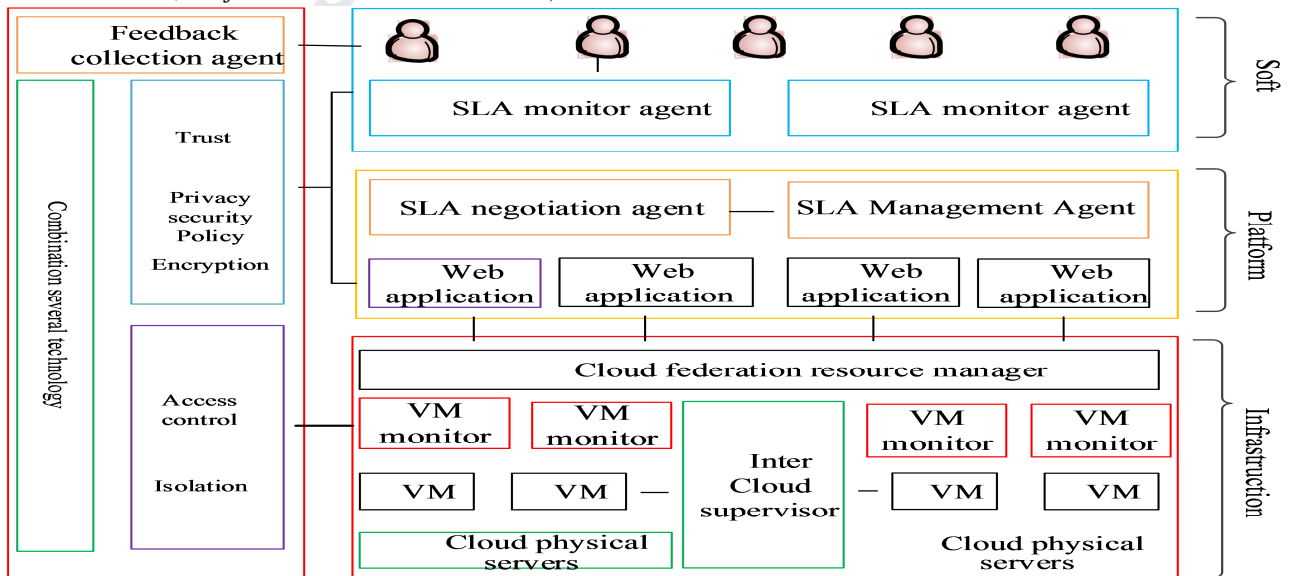 Feedback
collection agent
Combination several technology
Trust
Privacy
security
Policy
Encryption
Access
control
Isolation
SLA monitor agent
SLA monitor agent
Soft
SLA negotiation agent
SLA Management Agent
Web
application
Web
application
Web
application
Web
application
Platform
Cloud federation resource manager
VM
monitor
VM
monitor
VM
monitor
VM
monitor
Inter
Cloud
supervisor
VM
VM
VM
VM
Cloud physical
servers
Cloud physical
servers
Infrastruction